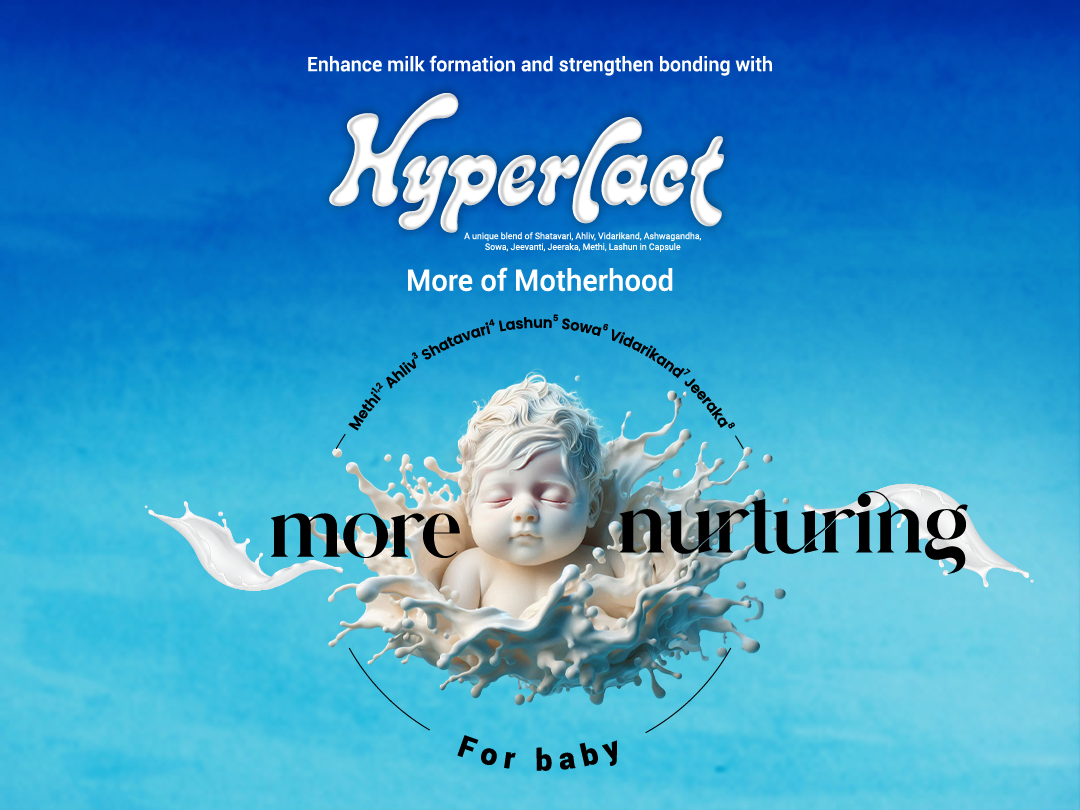 Enhance milk formation and strengthen bonding with
Hyperlact
A unique blend of Shatavari, Ahliv, Vidarikand, Ashwagandha,
Sowa, Jeevanti, Jeeraka, Methi, Lashun in Capsule
More of Motherhood
Methi¹,² Ahliv³ Shatavari⁴ Lashun⁵ Sowa⁶ Vidarikand⁷ Jeeraka⁸
more nurturing
For baby